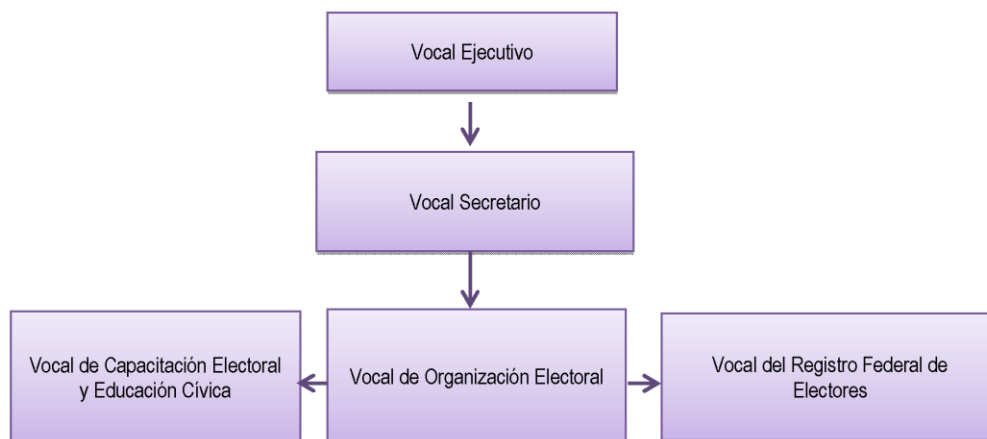 Vocal Ejecutivo
Vocal Secretario
Vocal de Capacitación Electoral
y Educación Cívica
Vocal de Organización Electoral
Vocal del Registro Federal de
Electores